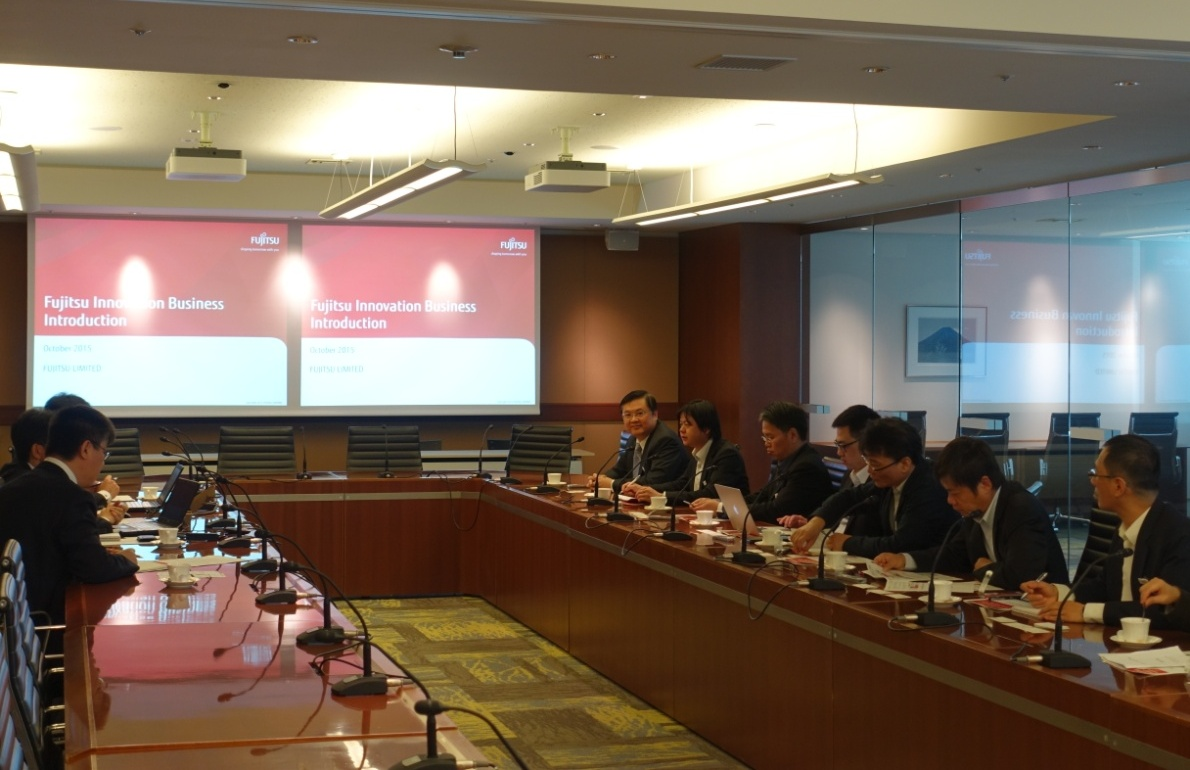 FUJITSU
Fujitsu Innovation Business
Introduction
October 2015
FUJITSU LIMITED
FUJITSU
Fujitsu Innovation Business
Introduction
October 2015
FUJITSU LIMITED